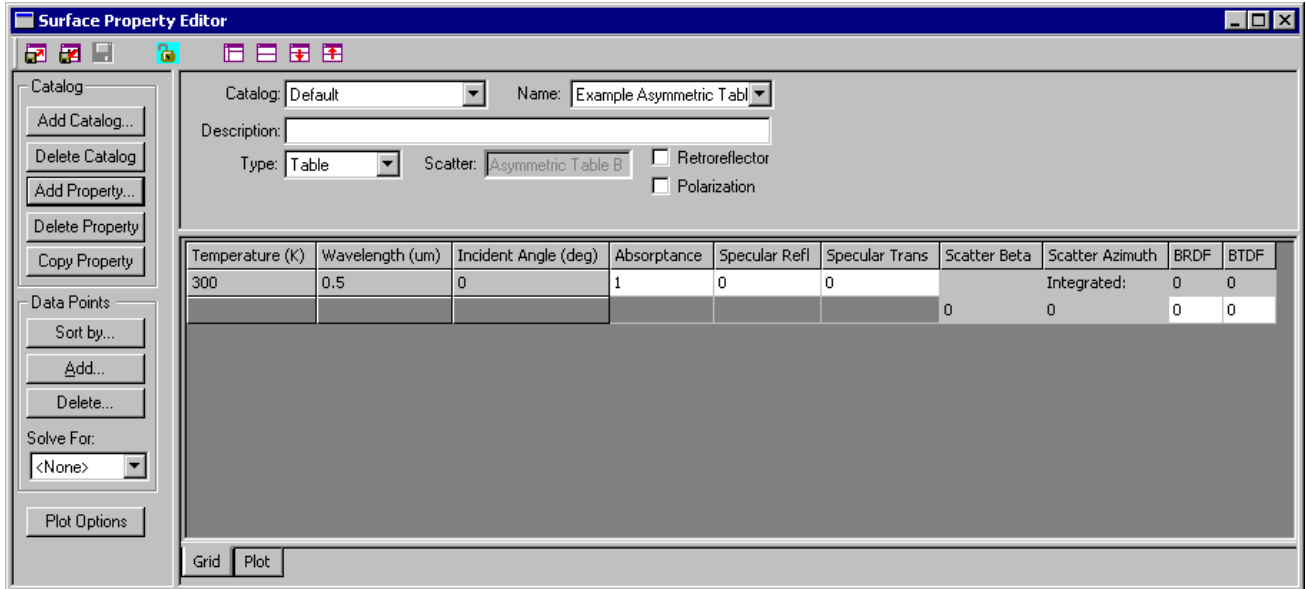 Surface Property Editor
Catalog
Add Catalog...
Delete Catalog
Add Property...
Delete Property
Copy Property
Data Points
Sort by...
Add...
Delete...
Solve For:
<None>
Plot Options
Catalog: Default Name: Example Asymmetric Tabl
Description:
Type: Table Scatter: Asymmetric Table B Retroreflector
Polarization
Temperature (K) Wavelength (um) Incident Angle (deg) Absorptance Specular Refl Specular Trans Scatter Beta Scatter Azimuth BRDF BTDF
300 0.5 0 1 0 0 Integrated: 0 0
0 0 0 0
Grid Plot